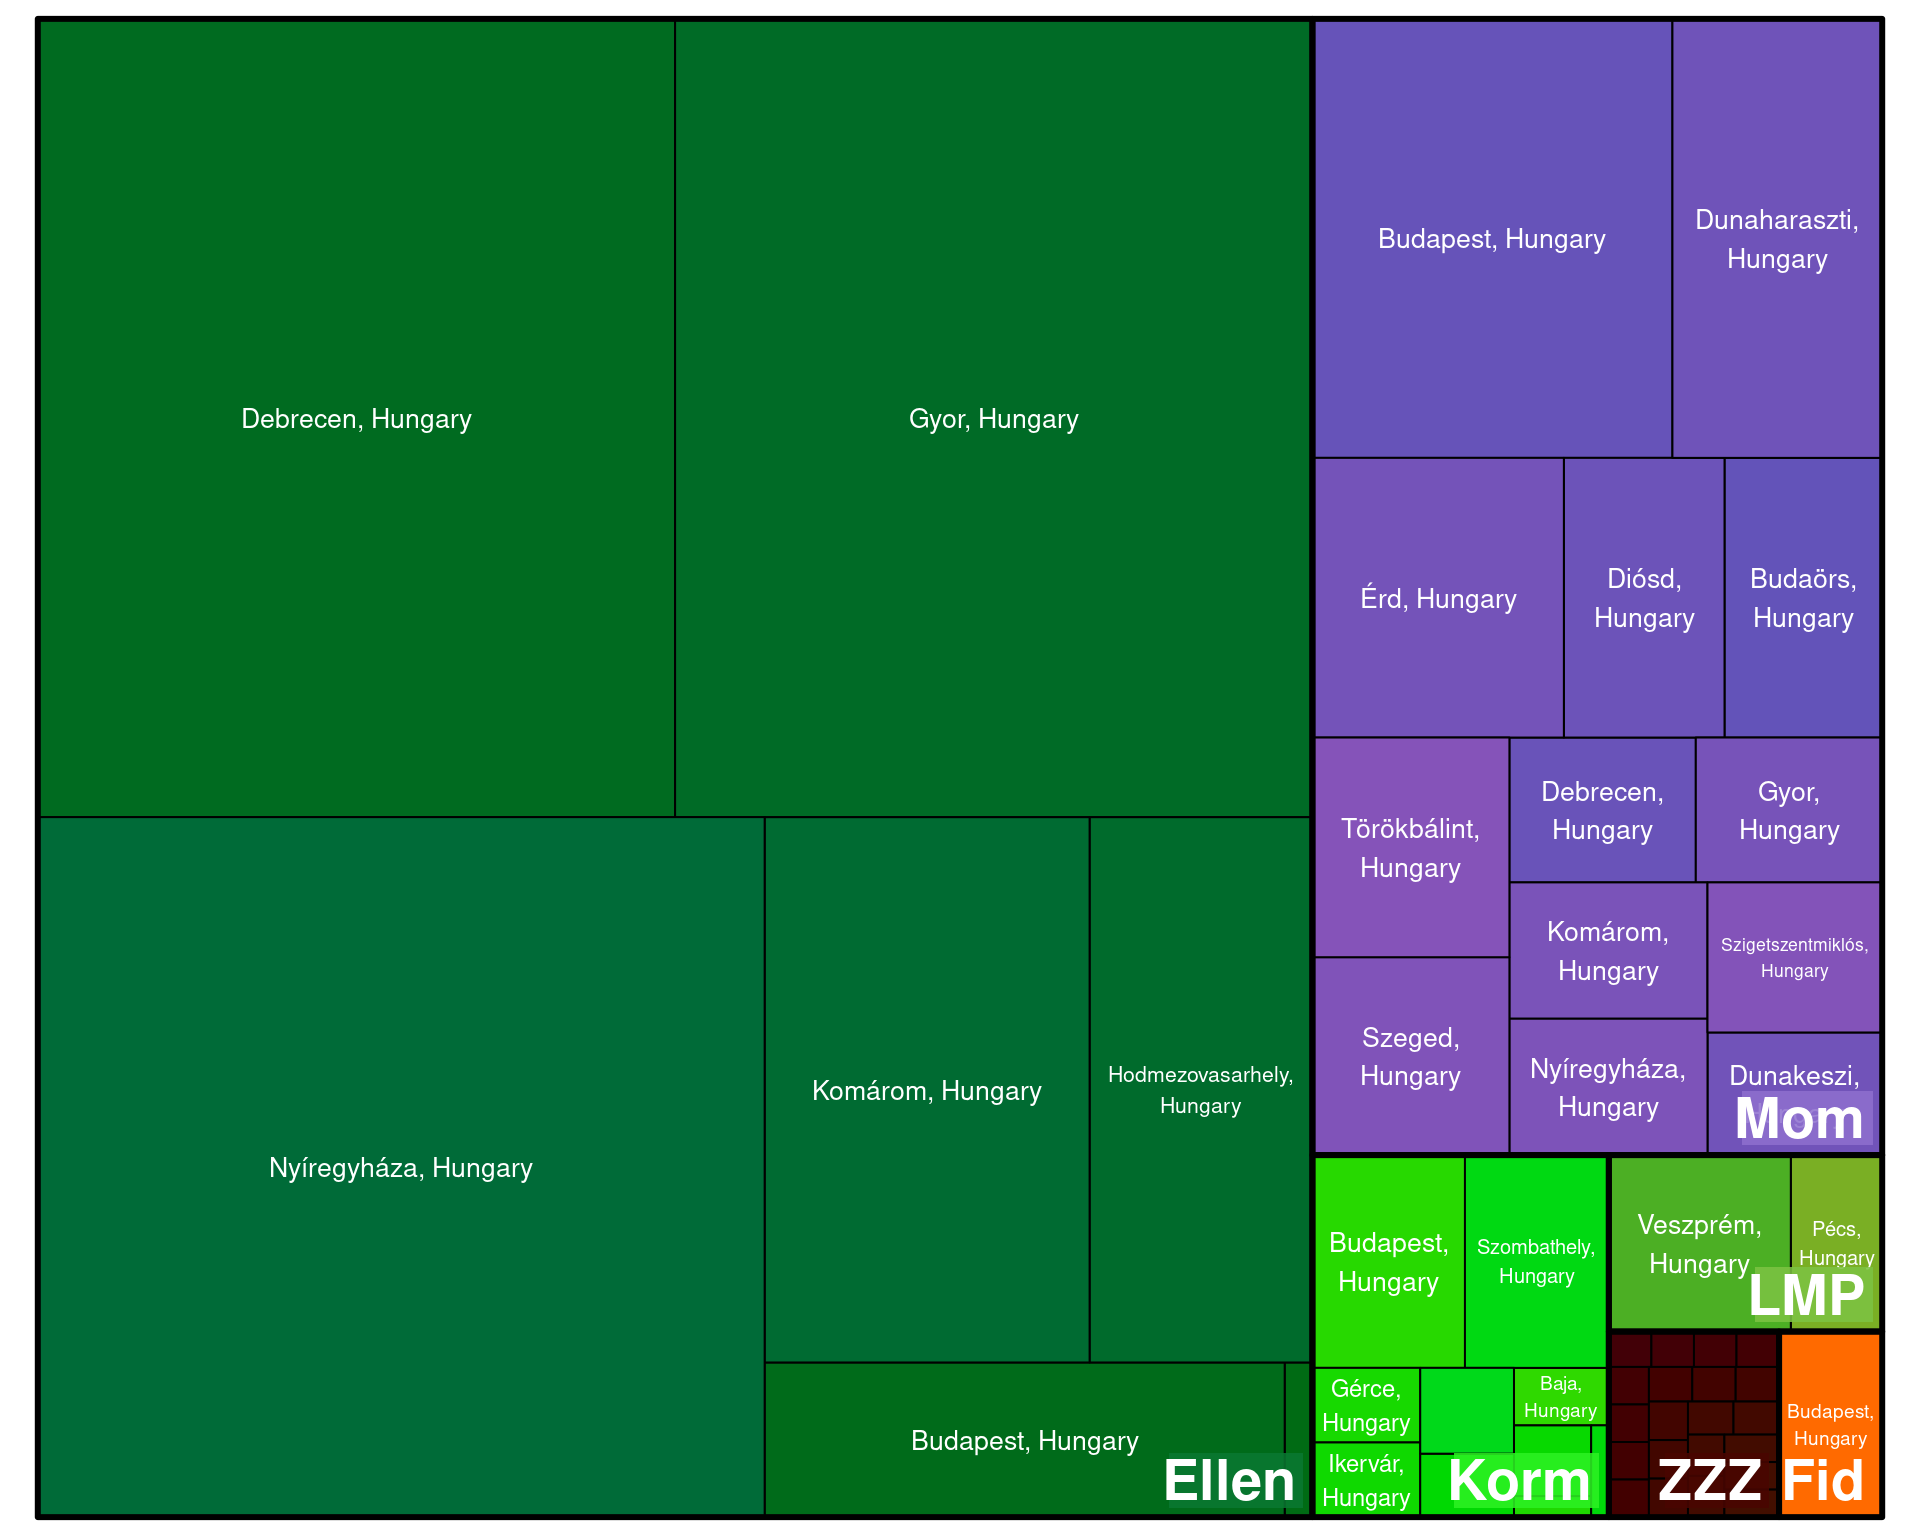 Debrecen, Hungary
Gyor, Hungary
Nyíregyháza, Hungary
Komárom, Hungary
Hodmezovasarhely,
Hungary
Budapest, Hungary
Ellen
Budapest, Hungary
Dunaharaszti,
Hungary
Érd, Hungary
Diósd,
Hungary
Budaörs,
Hungary
Törökbálint,
Hungary
Debrecen,
Hungary
Gyor,
Hungary
Szeged,
Hungary
Komárom,
Hungary
Szigetszentmiklós,
Hungary
Nyíregyháza,
Hungary
Dunakeszi,
Mom
Budapest,
Hungary
Szombathely,
Hungary
Gérce,
Hungary
Baja,
Hungary
Ikervár,
Hungary
Korm
Veszprém,
Hungary
Pécs,
Hungary
LMP
ZZZ
Budapest,
Hungary
Fid